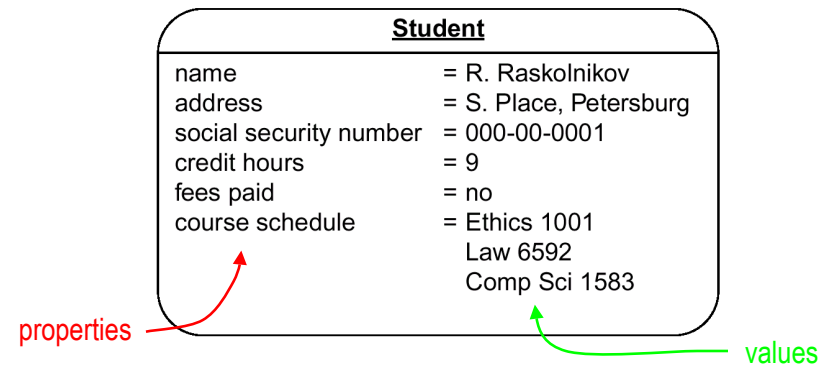 Student
name = R. Raskolnikov
address = S. Place, Petersburg
social security number = 000-00-0001
credit hours = 9
fees paid = no
course schedule = Ethics 1001
Law 6592
Comp Sci 1583
properties
values